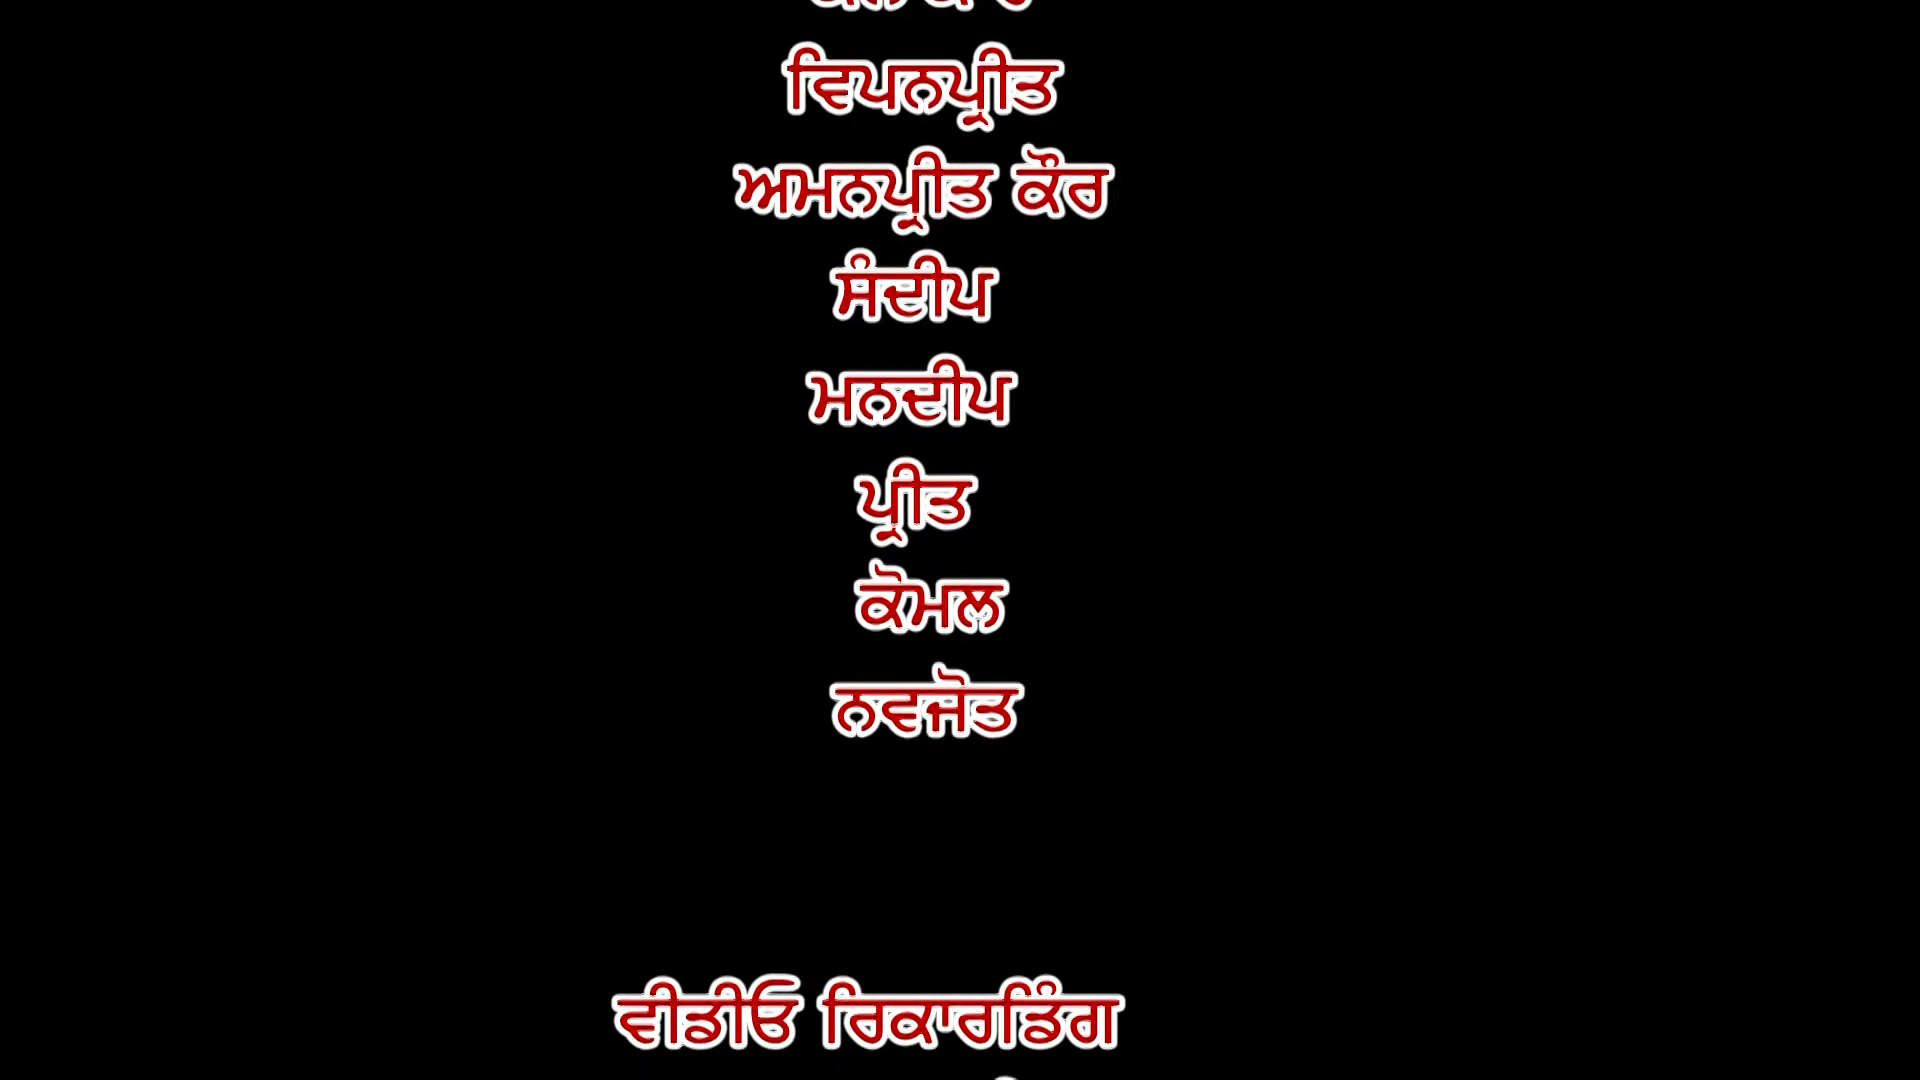 ਵਿਪਨਪ੍ਰੀਤ
ਅਮਨਪ੍ਰੀਤ ਕੌਰ
ਸੰਦੀਪ
ਮਨਦੀਪ
ਪ੍ਰੀਤ
ਕੋਮਲ
ਨਵਜੋਤ
ਵੀਡੀਓ ਰਿਕਾਰਡਿੰਗ